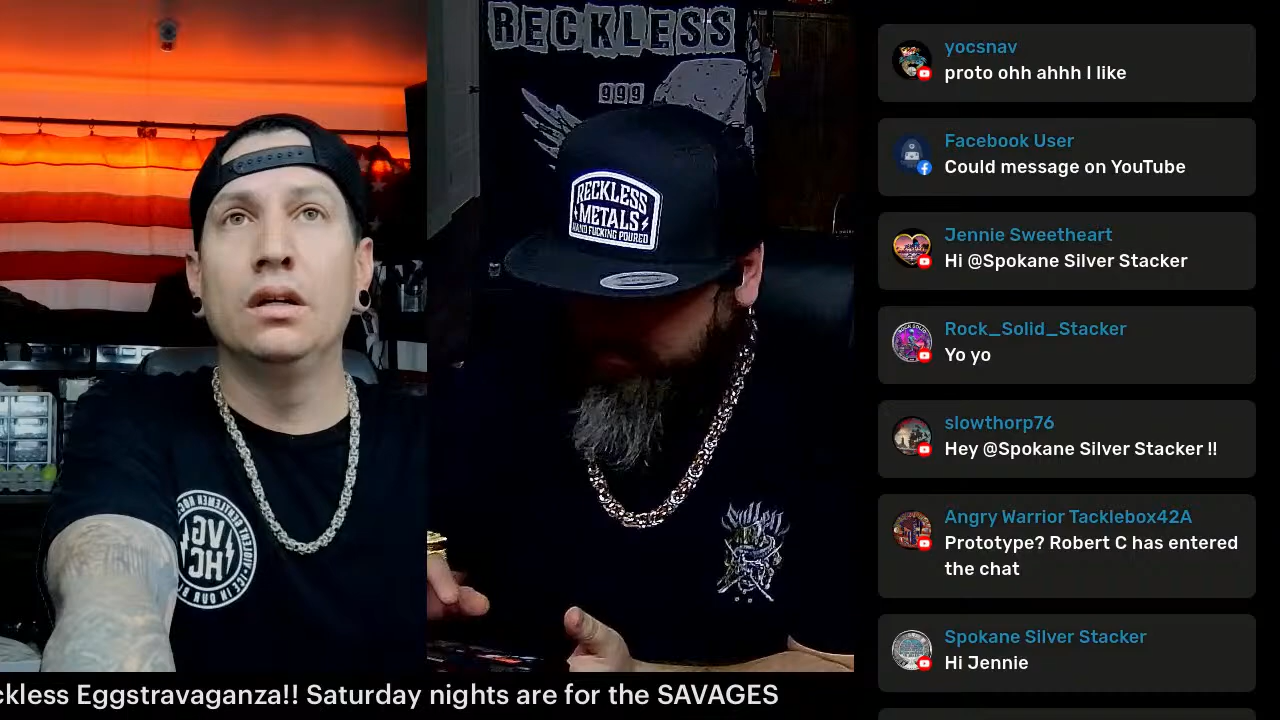 RECKLESS
999
RECKLESS
METALS
HAND FUCKING POURED
VG
HC
yocsnav
proto ohh ahhh I like
Facebook User
Could message on YouTube
Jennie Sweetheart
Hi @Spokane Silver Stacker
Rock_Solid_Stacker
Yo yo
slowthorp76
Hey @Spokane Silver Stacker !!
Angry Warrior Tacklebox42A
Prototype? Robert C has entered
the chat
Spokane Silver Stacker
Hi Jennie
ckless Eggstravaganza!! Saturday nights are for the SAVAGES